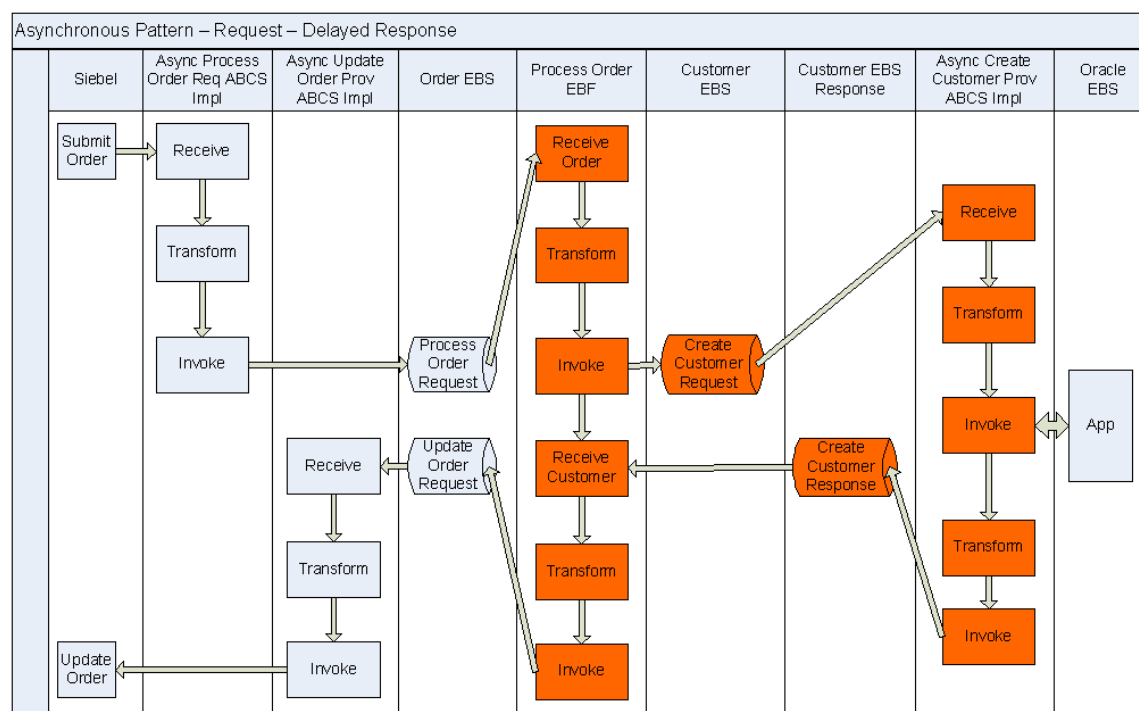 Asynchronous Pattern – Request – Delayed Response
Siebel
Async Process
Order Req ABCS
Impl
Async Update
Order Prov
ABCS Impl
Order EBS
Process Order
EBF
Customer
EBS
Customer EBS
Response
Async Create
Customer Prov
ABCS Impl
Oracle
EBS
Submit
Order
Receive
Receive
Order
Receive
Transform
Transform
Transform
Invoke
Process
Order
Request
Invoke
Create
Customer
Request
Invoke
App
Receive
Update
Order
Request
Receive
Customer
Create
Customer
Response
Transform
Transform
Transform
Invoke
Update
Order
Invoke
Invoke